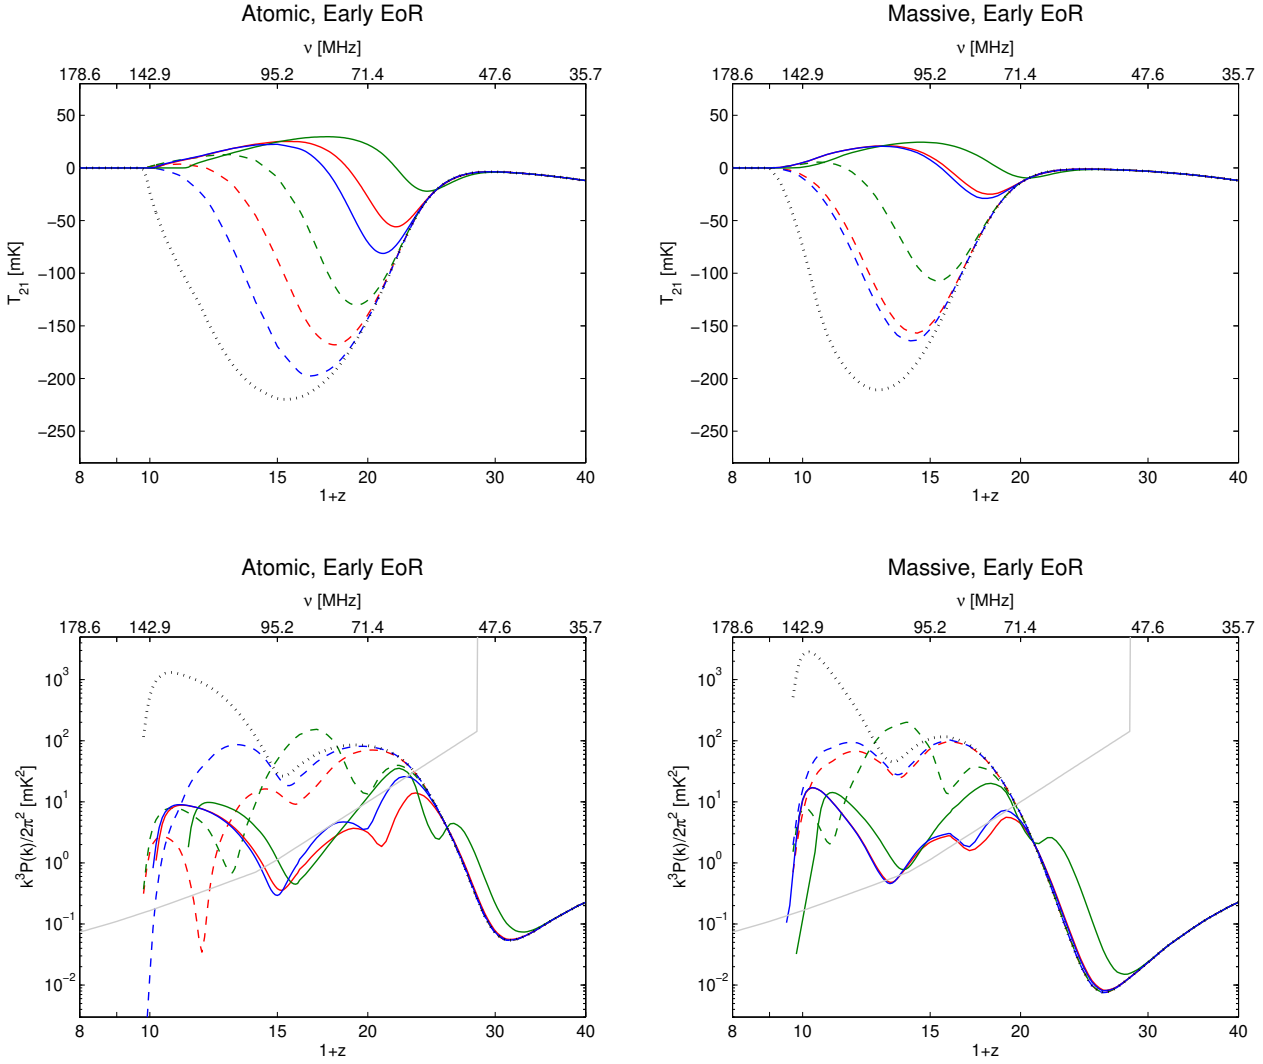 Atomic, Early EoR
ν [MHz]
178.6 142.9 95.2 71.4 47.6 35.7
50
0
−50
−100
−150
−200
−250
T21 [mK]
8 10 15 20 30 40
1+z
Massive, Early EoR
ν [MHz]
178.6 142.9 95.2 71.4 47.6 35.7
50
0
−50
−100
−150
−200
−250
T21 [mK]
8 10 15 20 30 40
1+z
Atomic, Early EoR
ν [MHz]
178.6 142.9 95.2 71.4 47.6 35.7
10^3
10^2
10^1
10^0
10^−1
10^−2
k^3P(k)/2π^2 [mK^2]
8 10 15 20 30 40
1+z
Massive, Early EoR
ν [MHz]
178.6 142.9 95.2 71.4 47.6 35.7
10^3
10^2
10^1
10^0
10^−1
10^−2
k^3P(k)/2π^2 [mK^2]
8 10 15 20 30 40
1+z